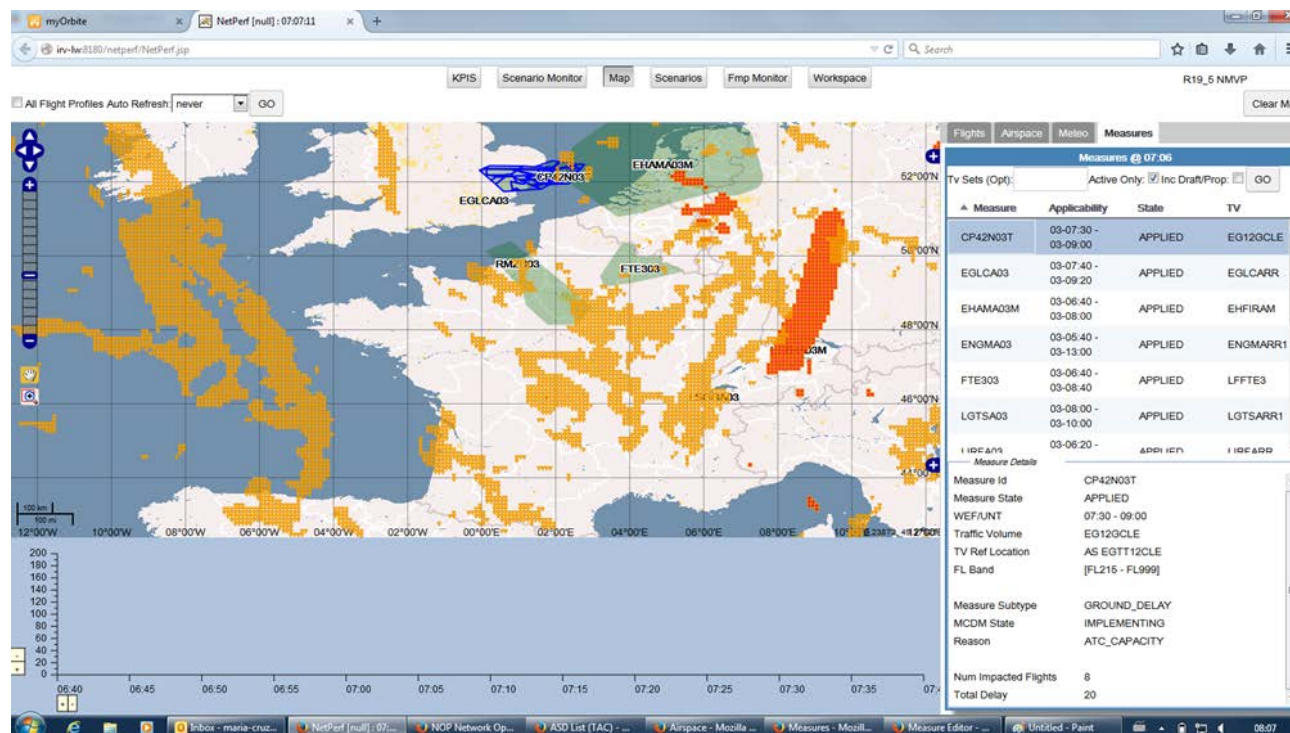 myOrbite
NetPerf [null] : 07:07:11
irv-lw:8180/netperf/NetPerf.jsp
Search
KPIS Scenario Monitor Map Scenarios Fmp Monitor Workspace
R19_5 NMVP
All Flight Profiles Auto Refresh: never GO
Clear M
Flights Airspace Meteo Measures
Measures @ 07:06
Tv Sets (Opt): Active Only: Inc Draft/Prop: GO
Measure Applicability State TV
CP42N03T 03-07:30 - 03-09:00 APPLIED EG12GCLE
EGLCA03 03-07:40 - 03-09:20 APPLIED EGLCARR
EHAMA03M 03-06:40 - 03-08:00 APPLIED EHFIRAM
ENGMA03 03-05:40 - 03-13:00 APPLIED ENGMARR1
FTE303 03-06:40 - 03-08:40 APPLIED LFFTE3
LGTSA03 03-08:00 - 03-10:00 APPLIED LGTSARR1
03-06:20 - APPLIED
Measure Details
Measure Id CP42N03T
Measure State APPLIED
WEF/UNT 07:30 - 09:00
Traffic Volume EG12GCLE
TV Ref Location AS EGTT12CLE
FL Band [FL215 - FL999]
Measure Subtype GROUND_DELAY
MCDM State IMPLEMENTING
Reason ATC_CAPACITY
Num Impacted Flights 8
Total Delay 20
EHAMA03M
CP42N03
52°00'N
EGLCA03
50°00'N
FTE303
48°00'N
46°00'N
44°00'
100 km
100 mi
12°00'W 10°00'W 08°00'W 06°00'W 04°00'W 02°00'W 00°00'E 02°00'E 04°00'E 06°00'E 08°00'E
200
180
160
140
120
100
80
60
40
20
0
06:40 06:45 06:50 06:55 07:00 07:05 07:10 07:15 07:20 07:25 07:30 07:35
Inbox - maria-cruz... NetPerf [null] : 07:... NOP Network Op... ASD List (TAC) - ... Airspace - Mozilla ... Measures - Mozill... Measure Editor - ... Untitled - Paint 08:07